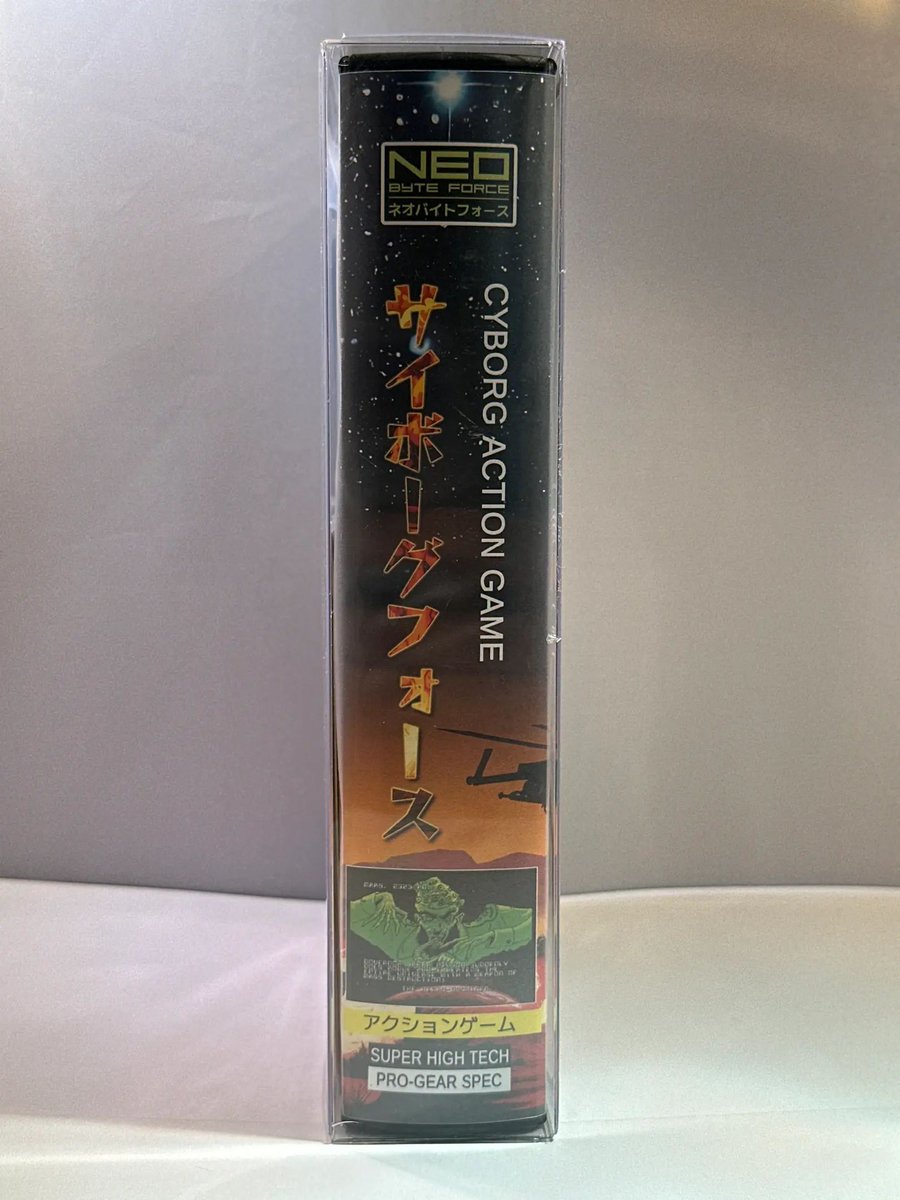 NEO
BYTE FORCE
ネオバイトフォース
CYBORG ACTION GAME
サイボーグフォース
アクションゲーム
SUPER HIGH TECH
PRO-GEAR SPEC